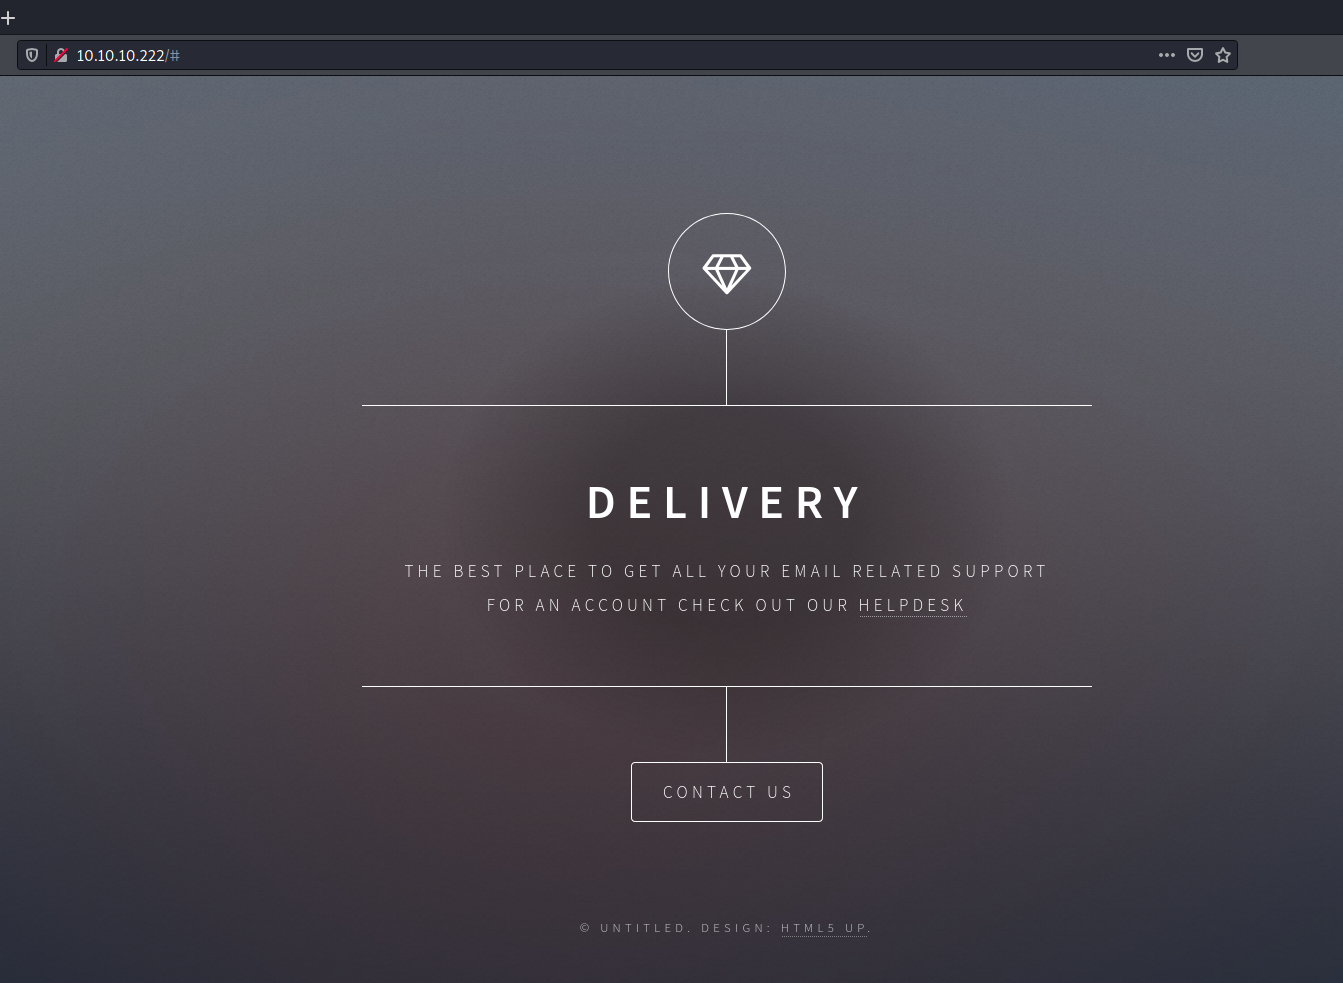 10.10.10.222/#
DELIVERY
THE BEST PLACE TO GET ALL YOUR EMAIL RELATED SUPPORT
FOR AN ACCOUNT CHECK OUT OUR HELPDESK
CONTACT US
© UNTITLED. DESIGN: HTML5 UP.